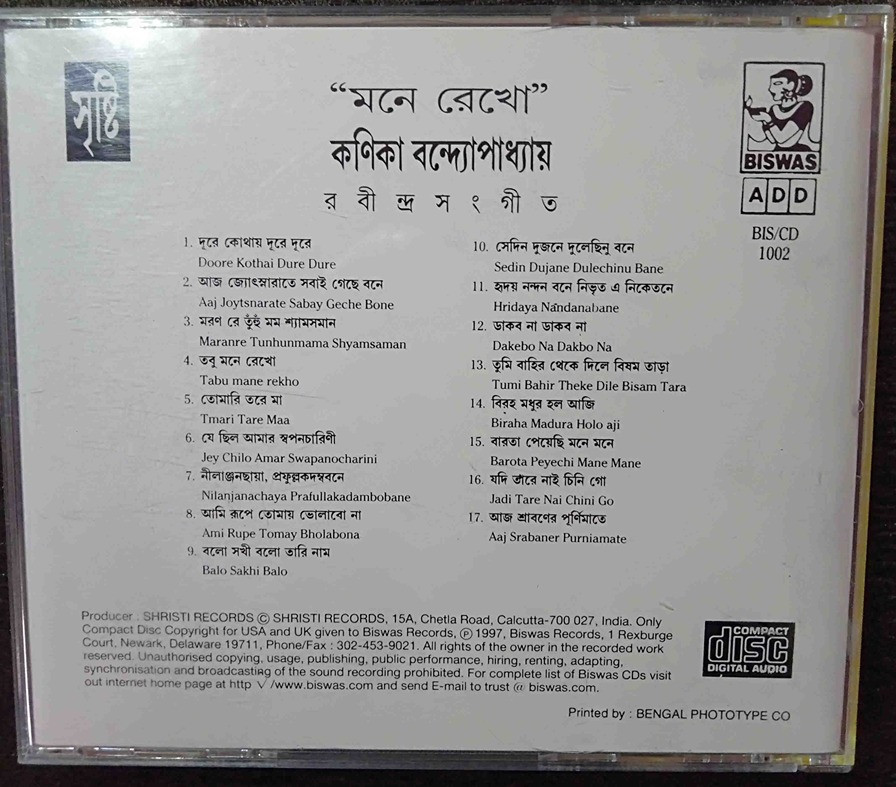 সৃষ্টি
“মনে রেখো”
কণিকা বন্দ্যোপাধ্যায়
রবীন্দ্র সংগীত
BISWAS
ADD
BIS/CD
1002
1. দূরে কোথায় দূরে দূরে
Doore Kothai Dure Dure
2. আজ জ্যোৎস্নারাতে সবাই গেছে বনে
Aaj Joytsnarate Sabay Geche Bone
3. মরণ রে তুঁহুঁ মম শ্যামসমান
Maranre Tunhunmama Shyamsaman
4. তবু মনে রেখো
Tabu mane rekho
5. তোমারি তরে মা
Tmari Tare Maa
6. যে ছিল আমার স্বপনচারিণী
Jey Chilo Amar Swapanocharini
7. নীলাঞ্জনছায়া, প্রফুল্লকদম্ববনে
Nilanjanachaya Prafullakadambobane
8. আমি রূপে তোমায় ভোলাবো না
Ami Rupe Tomay Bholabona
9. বলো সখী বলো তারি নাম
Balo Sakhi Balo
10. সেদিন দুজনে দুলেছিনু বনে
Sedin Dujane Dulechinu Bane
11. হৃদয় নন্দন বনে নিভৃত এ নিকেতনে
Hridaya Nandanabane
12. ডাকব না ডাকব না
Dakebo Na Dakbo Na
13. তুমি বাহির থেকে দিলে বিষম তাড়া
Tumi Bahir Theke Dile Bisam Tara
14. বিরহ মধুর হল আজি
Biraha Madura Holo aji
15. বারতা পেয়েছি মনে মনে
Barota Peyechi Mane Mane
16. যদি তারে নাই চিনি গো
Jadi Tare Nai Chini Go
17. আজ শ্রাবণের পূর্ণিমাতে
Aaj Srabaner Purniamate
Producer : SHRISTI RECORDS © SHRISTI RECORDS, 15A, Chetla Road, Calcutta-700 027, India. Only
Compact Disc Copyright for USA and UK given to Biswas Records, ℗ 1997, Biswas Records, 1 Rexburge
Court, Newark, Delaware 19711, Phone/Fax : 302-453-9021. All rights of the owner in the recorded work
reserved. Unauthorised copying, usage, publishing, public performance, hiring, renting, adapting,
synchronisation and broadcasting of the sound recording prohibited. For complete list of Biswas CDs visit
out internet home page at http \/ /www.biswas.com and send E-mail to trust @ biswas.com.
COMPACT
disc
DIGITAL AUDIO
Printed by : BENGAL PHOTOTYPE CO